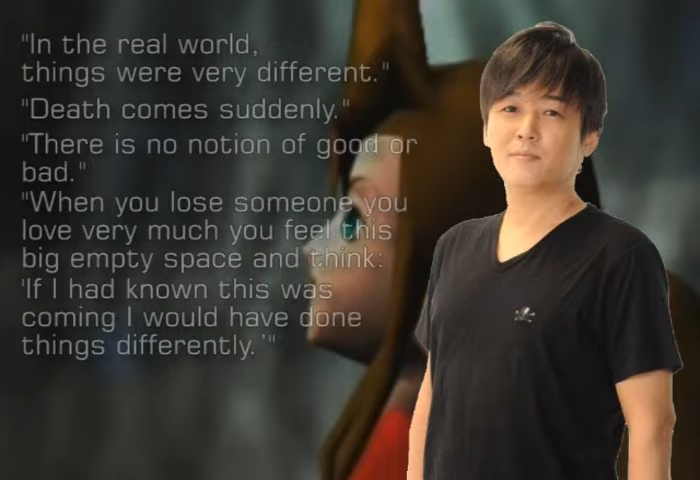 "In the real world,
things were very different."
"Death comes suddenly."
"There is no notion of good or
bad."
"When you lose someone you
love very much you feel this
big empty space and think:
'If I had known this was
coming I would have done
things differently.'"